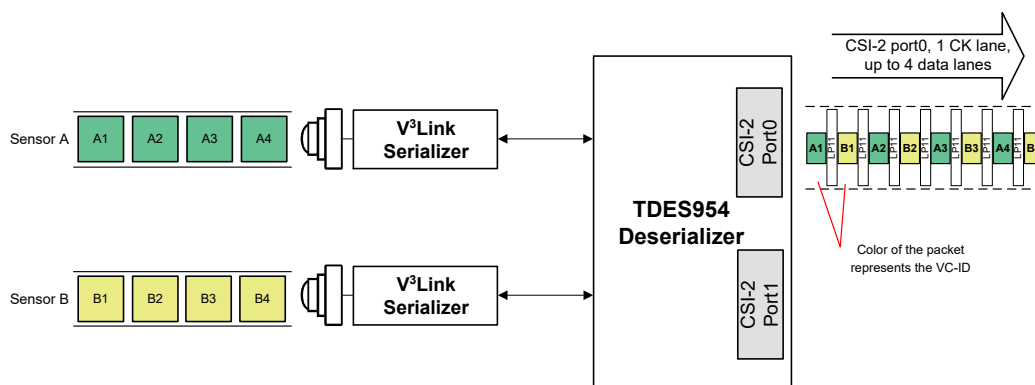 CSI-2 port0, 1 CK lane,
up to 4 data lanes
Sensor A
A1 A2 A3 A4
V³Link
Serializer
CSI-2
Port0
A1 LP11 B1 LP11 A2 LP11 B2 LP11 A3 LP11 B3 LP11 A4 LP11 B
TDES954
Deserializer
Color of the packet
represents the VC-ID
Sensor B
B1 B2 B3 B4
V³Link
Serializer
CSI-2
Port1